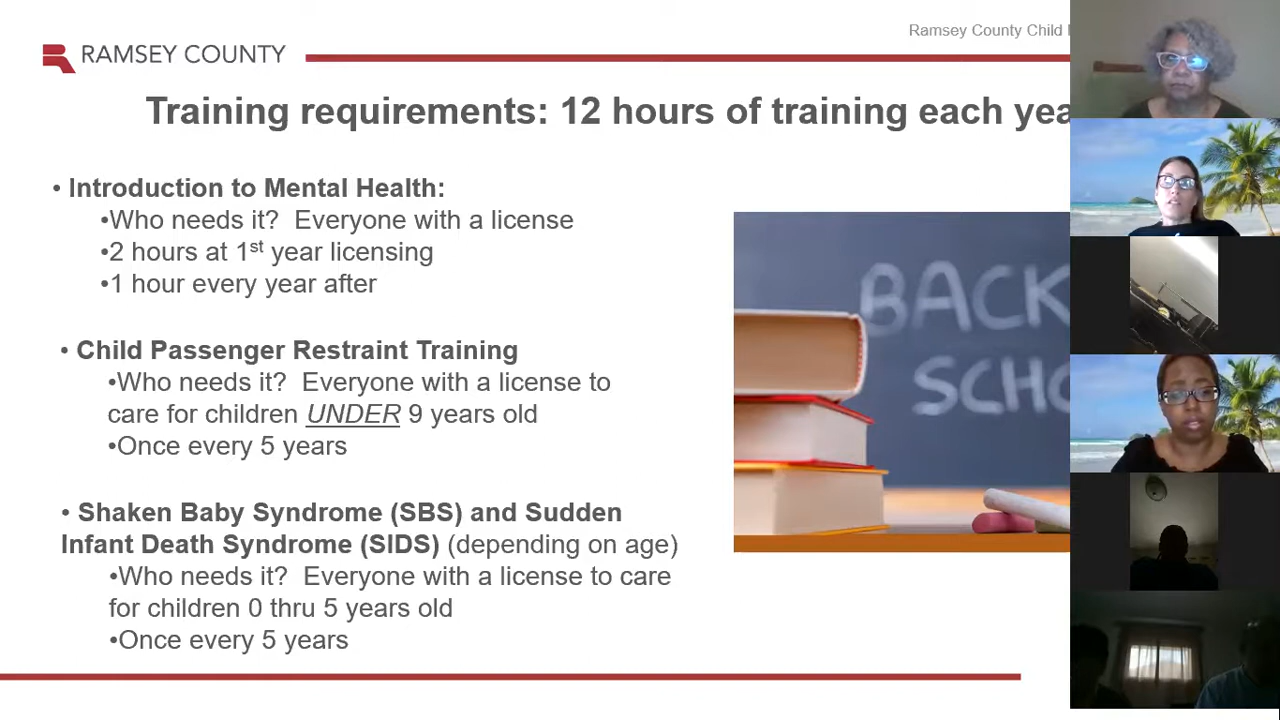 Ramsey County Child
RAMSEY COUNTY
Training requirements: 12 hours of training each yea
• Introduction to Mental Health:
•Who needs it? Everyone with a license
•2 hours at 1st year licensing
•1 hour every year after
• Child Passenger Restraint Training
•Who needs it? Everyone with a license to
care for children UNDER 9 years old
•Once every 5 years
• Shaken Baby Syndrome (SBS) and Sudden
Infant Death Syndrome (SIDS) (depending on age)
•Who needs it? Everyone with a license to care
for children 0 thru 5 years old
•Once every 5 years
BACK
SCHO